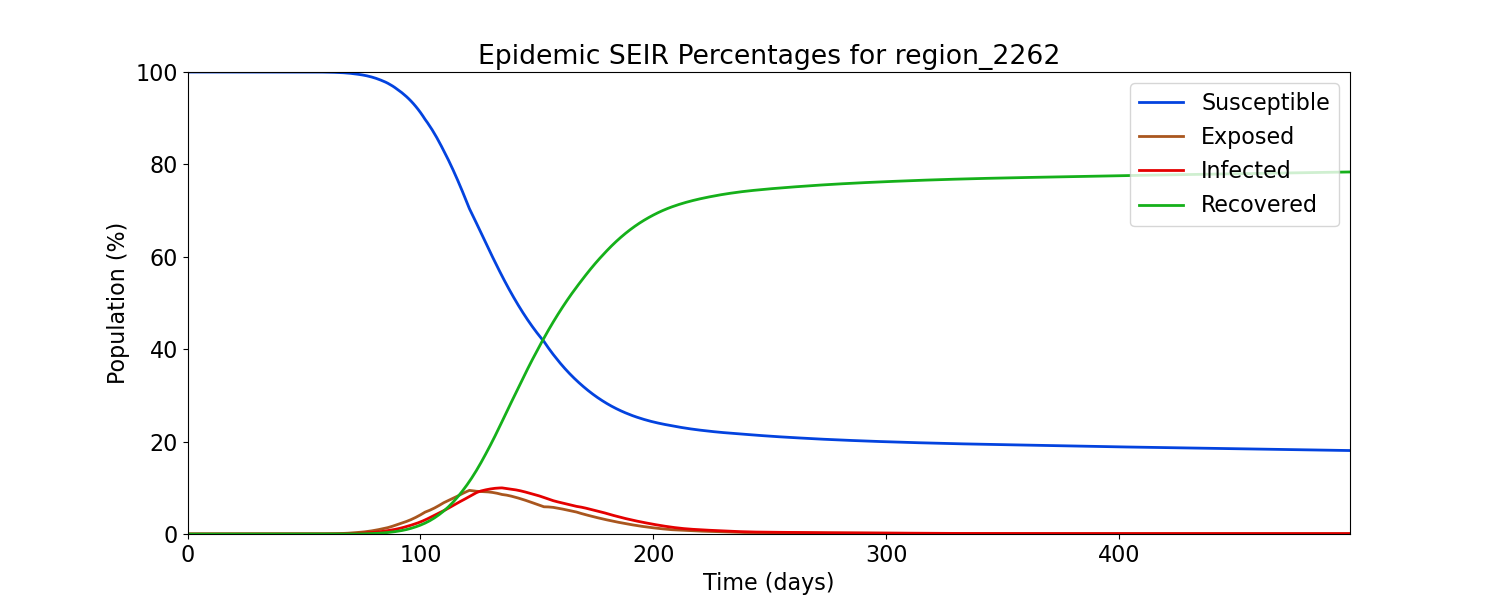 Epidemic SEIR Percentages for region_2262
Population (%)
100
80
60
40
20
0
Susceptible
Exposed
Infected
Recovered
0 100 200 300 400
Time (days)